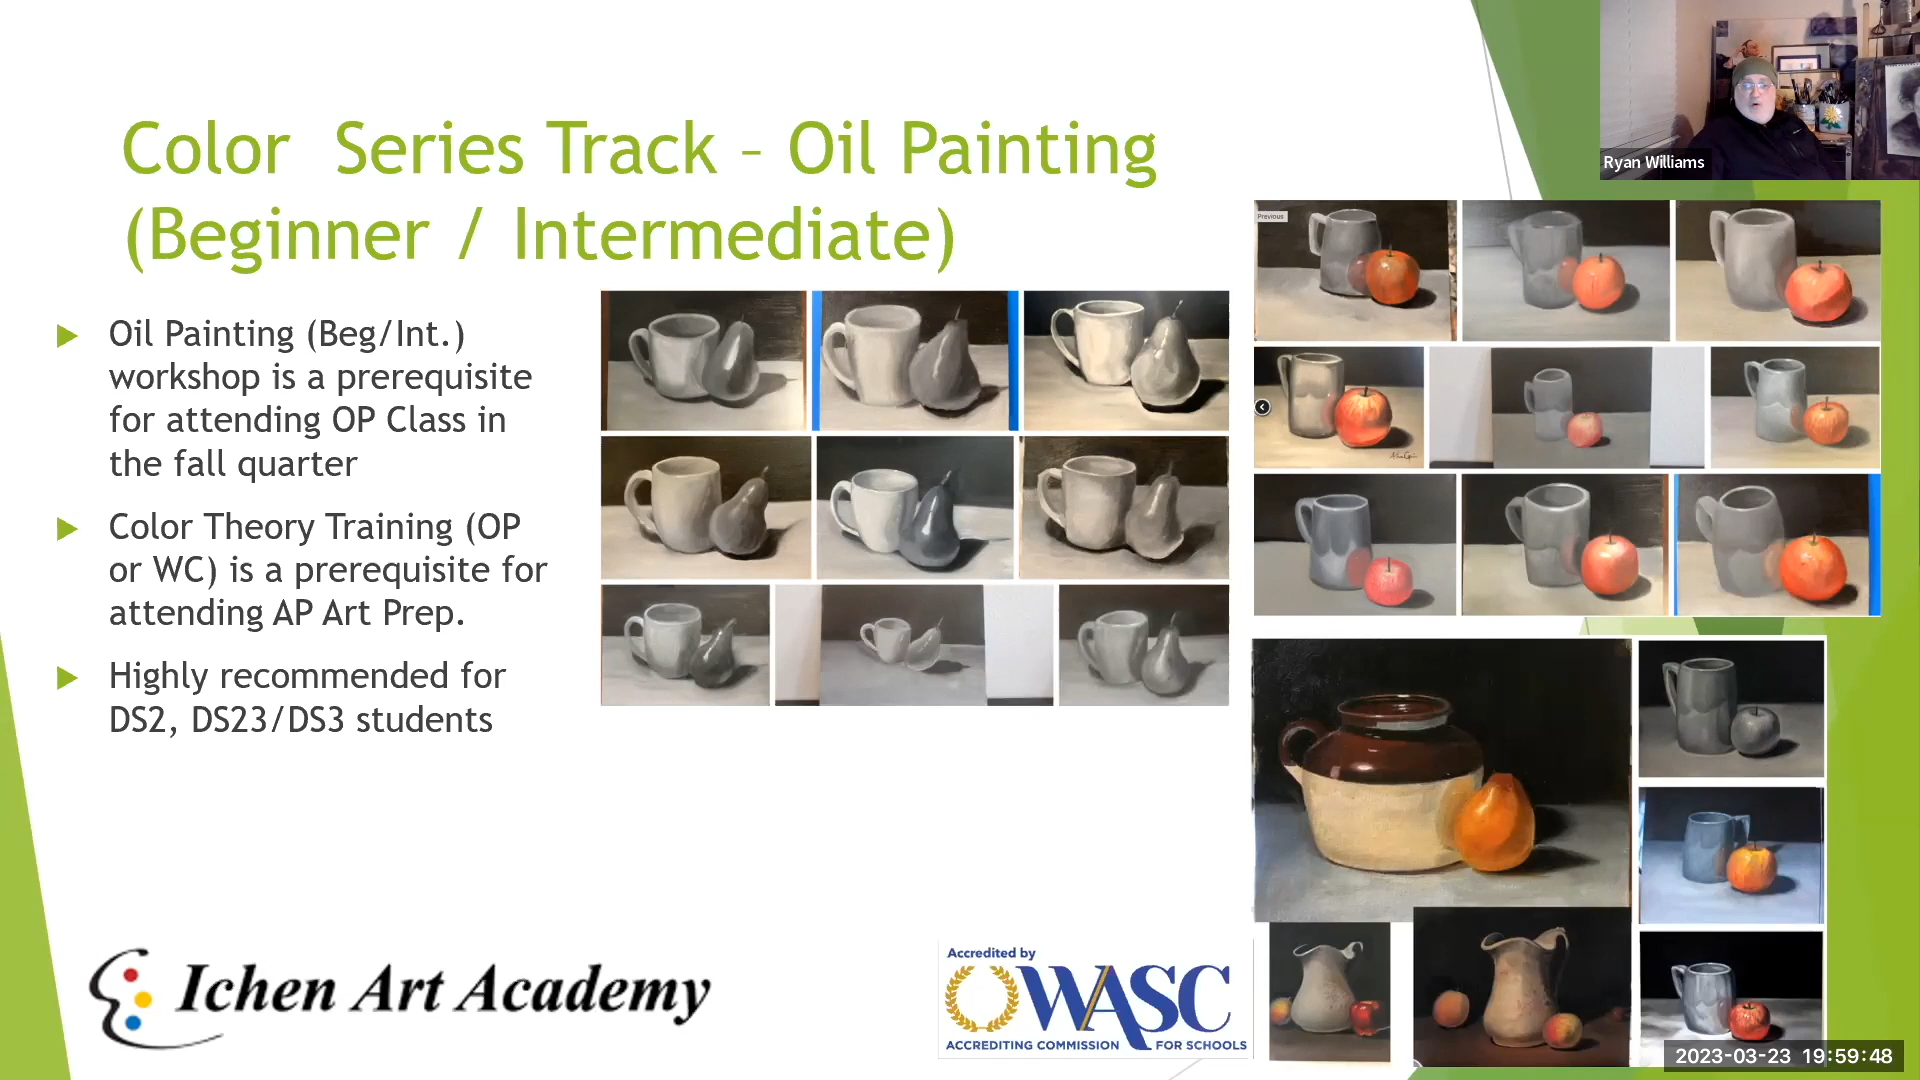 Color  Series Track – Oil Painting
(Beginner / Intermediate)
Oil Painting (Beg/Int.)
workshop is a prerequisite
for attending OP Class in
the fall quarter
Color Theory Training (OP
or WC) is a prerequisite for
attending AP Art Prep.
Highly recommended for
DS2, DS23/DS3 students
Ryan Williams
Previous
Ichen Art Academy
Accredited by
WASC
ACCREDITING COMMISSION FOR SCHOOLS
2023-03-23 19:59:48